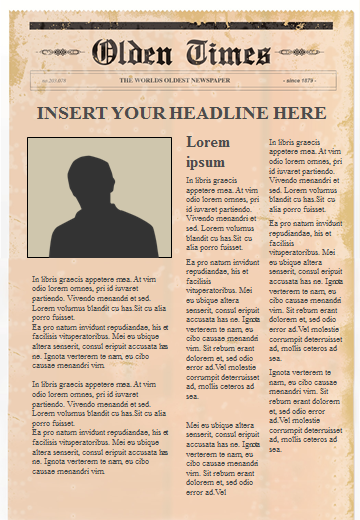 Olden Times
THE WORLDS OLDEST NEWSPAPER
- since 1879 -
INSERT YOUR HEADLINE HERE
In libris graecis appetere mea. At vim
odio lorem omnes, pri id iuvaret
partiendo. Vivendo menandri et sed.
Lorem volumus blandit cu has.Sit cu alia
porro fuisset.
Ea pro natum invidunt repudiandae, his et
facilisis vituperatoribus. Mei eu ubique
altera senserit, consul eripuit accusata has
ne. Ignota verterem te nam, eu cibo
causae menandri vim.
In libris graecis appetere mea. At vim
odio lorem omnes, pri id iuvaret
partiendo. Vivendo menandri et sed.
Lorem volumus blandit cu has.Sit cu alia
porro fuisset.
Ea pro natum invidunt repudiandae, his et
facilisis vituperatoribus. Mei eu ubique
altera senserit, consul eripuit accusata has
ne. Ignota verterem te nam, eu cibo
causae menandri vim.
Lorem
ipsum
In libris graecis
appetere mea. At vim
odio lorem omnes, pri
id iuvaret partiendo.
Vivendo menandri et
sed. Lorem volumus
blandit cu has.Sit cu
alia porro fuisset.
Ea pro natum invidunt
repudiandae, his et
facilisis
vituperatoribus. Mei
eu ubique altera
senserit, consul eripuit
accusata has ne. Ignota
verterem te nam, eu
cibo causae menandri
vim. Sit rebum erant
dolorem et, sed odio
error ad.Vel molestie
corrumpit deterruisset
ad, mollis ceteros ad
sea.
Mei eu ubique altera
senserit, consul eripuit
accusata has ne. Ignota
verterem te nam, eu
cibo causae menandri
vim. Sit rebum erant
dolorem et, sed odio
error ad.Vel
In libris graecis
appetere mea. At vim
odio lorem omnes, pri
id iuvaret partiendo.
Vivendo menandri et
sed. Lorem volumus
blandit cu has.Sit cu
alia porro fuisset.
Ea pro natum invidunt
repudiandae, his et
facilisis
vituperatoribus. Mei
eu ubique altera
senserit, consul eripuit
accusata has ne. Ignota
verterem te nam, eu
cibo causae menandri
vim. Sit rebum erant
dolorem et, sed odio
error ad.Vel molestie
corrumpit deterruisset
ad, mollis ceteros ad
sea.
Ignota verterem te
nam, eu cibo causae
menandri vim. Sit
rebum erant dolorem
et, sed odio error
ad.Vel molestie
corrumpit deterruisset
ad, mollis ceteros ad
sea.